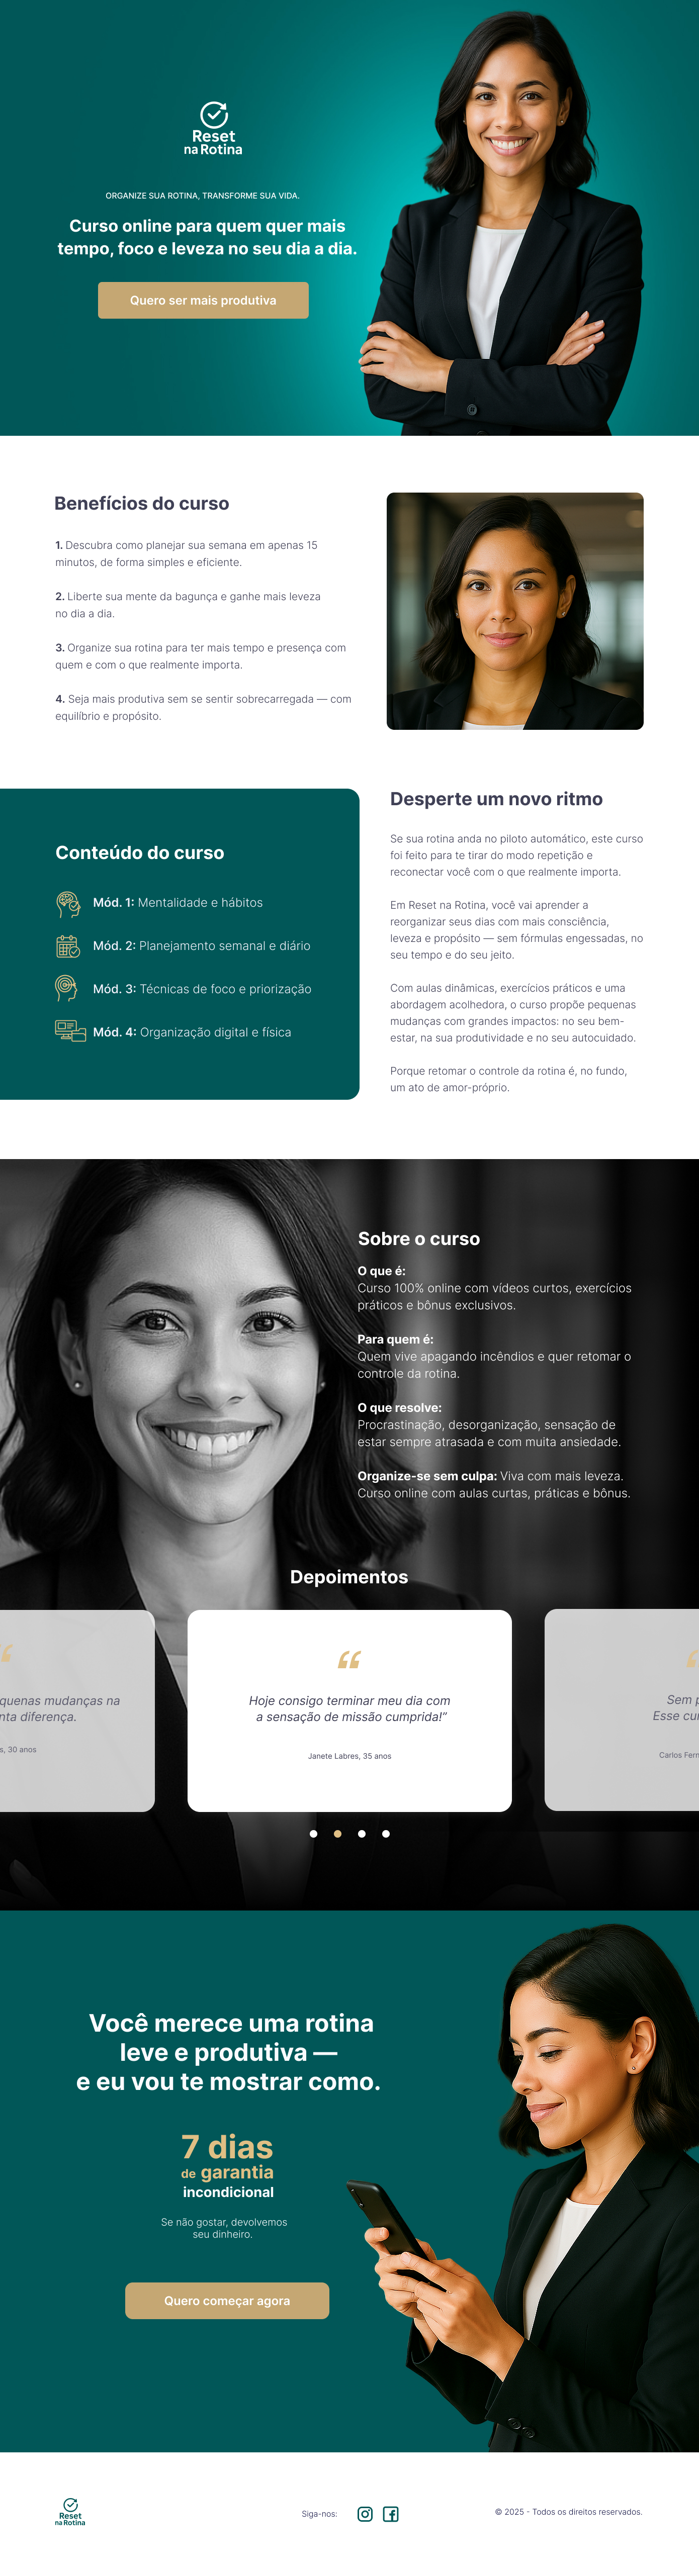 Reset
na Rotina
ORGANIZE SUA ROTINA, TRANSFORME SUA VIDA.
Curso online para quem quer mais
tempo, foco e leveza no seu dia a dia.
Quero ser mais produtiva
Benefícios do curso
1. Descubra como planejar sua semana em apenas 15
minutos, de forma simples e eficiente.
2. Liberte sua mente da bagunça e ganhe mais leveza
no dia a dia.
3. Organize sua rotina para ter mais tempo e presença com
quem e com o que realmente importa.
4. Seja mais produtiva sem se sentir sobrecarregada — com
equilíbrio e propósito.
Conteúdo do curso
Mód. 1: Mentalidade e hábitos
Mód. 2: Planejamento semanal e diário
Mód. 3: Técnicas de foco e priorização
Mód. 4: Organização digital e física
Desperte um novo ritmo
Se sua rotina anda no piloto automático, este curso
foi feito para te tirar do modo repetição e
reconectar você com o que realmente importa.
Em Reset na Rotina, você vai aprender a
reorganizar seus dias com mais consciência,
leveza e propósito — sem fórmulas engessadas, no
seu tempo e do seu jeito.
Com aulas dinâmicas, exercícios práticos e uma
abordagem acolhedora, o curso propõe pequenas
mudanças com grandes impactos: no seu bem-
estar, na sua produtividade e no seu autocuidado.
Porque retomar o controle da rotina é, no fundo,
um ato de amor-próprio.
Sobre o curso
O que é:
Curso 100% online com vídeos curtos, exercícios
práticos e bônus exclusivos.
Para quem é:
Quem vive apagando incêndios e quer retomar o
controle da rotina.
O que resolve:
Procrastinação, desorganização, sensação de
estar sempre atrasada e com muita ansiedade.
Organize-se sem culpa: Viva com mais leveza.
Curso online com aulas curtas, práticas e bônus.
Depoimentos
“
quenas mudanças na
nta diferença.
s, 30 anos
“
Hoje consigo terminar meu dia com
a sensação de missão cumprida!”
Janete Labres, 35 anos
“
Sem p
Esse cur
Carlos Fern
Você merece uma rotina
leve e produtiva —
e eu vou te mostrar como.
7 dias
de garantia
incondicional
Se não gostar, devolvemos
seu dinheiro.
Quero começar agora
Reset
na Rotina
Siga-nos:
© 2025 - Todos os direitos reservados.